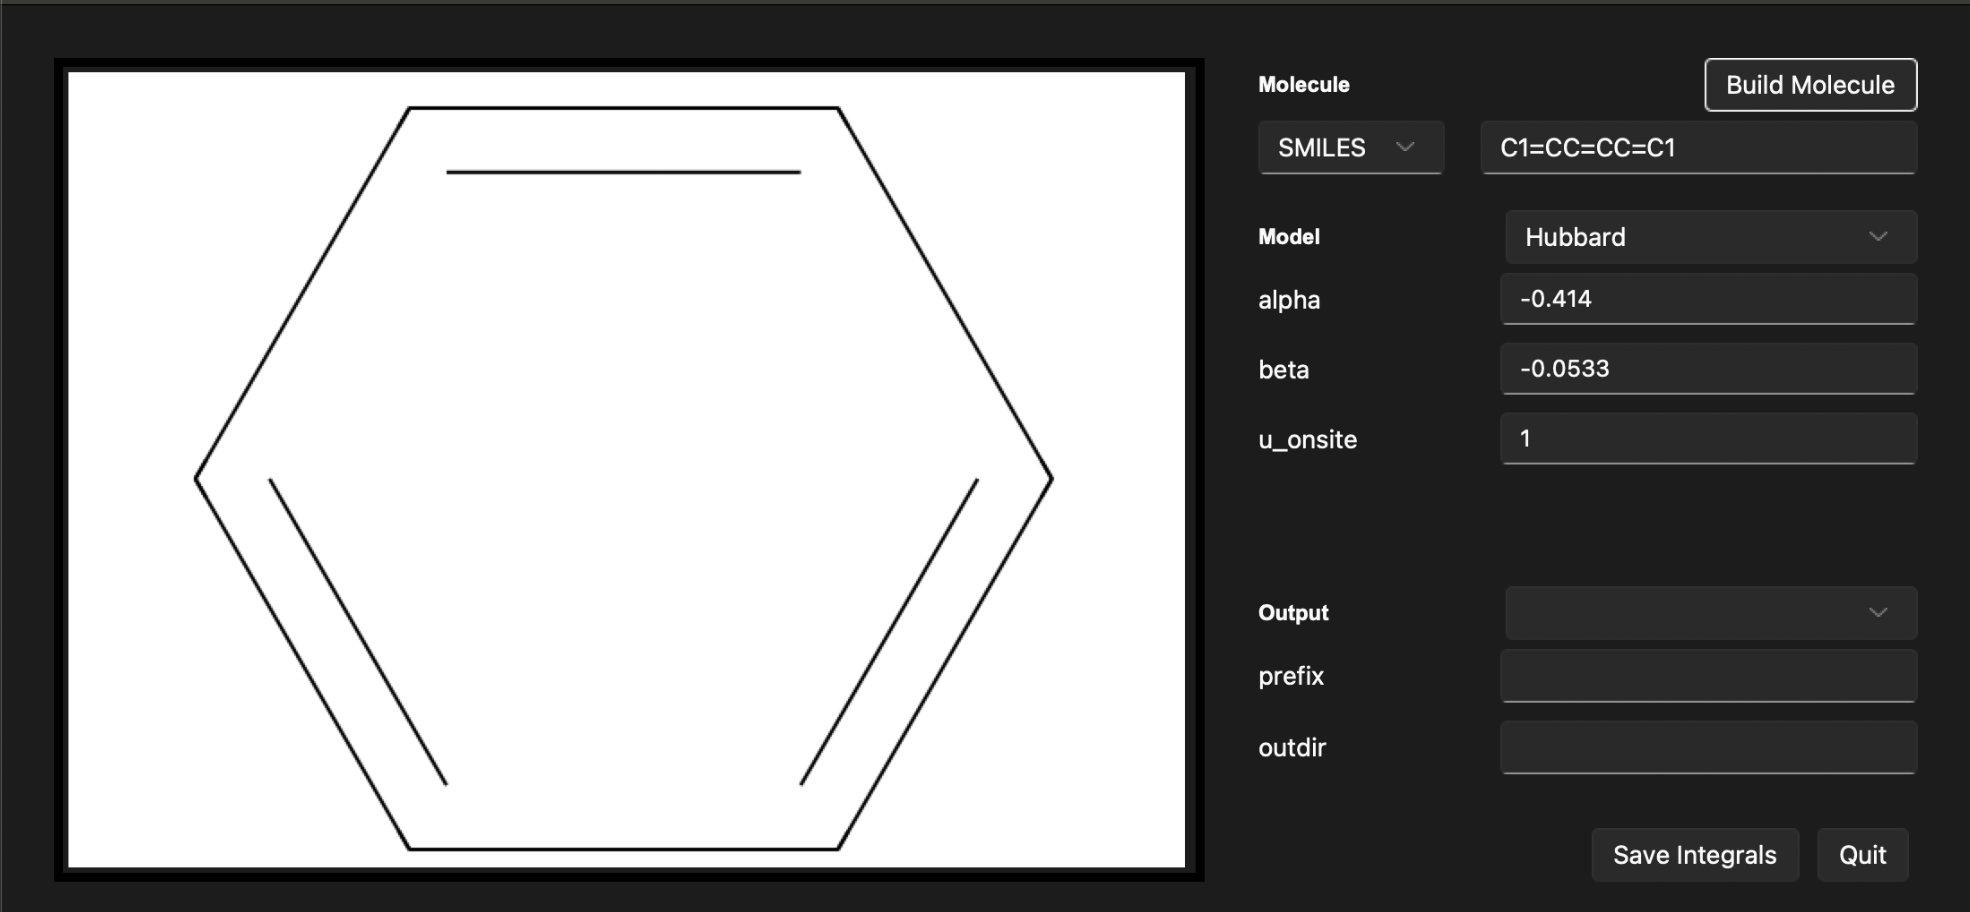 Molecule
Build Molecule
SMILES
C1=CC=CC=C1
Model
Hubbard
alpha
-0.414
beta
-0.0533
u_onsite
1
Output
prefix
outdir
Save Integrals
Quit